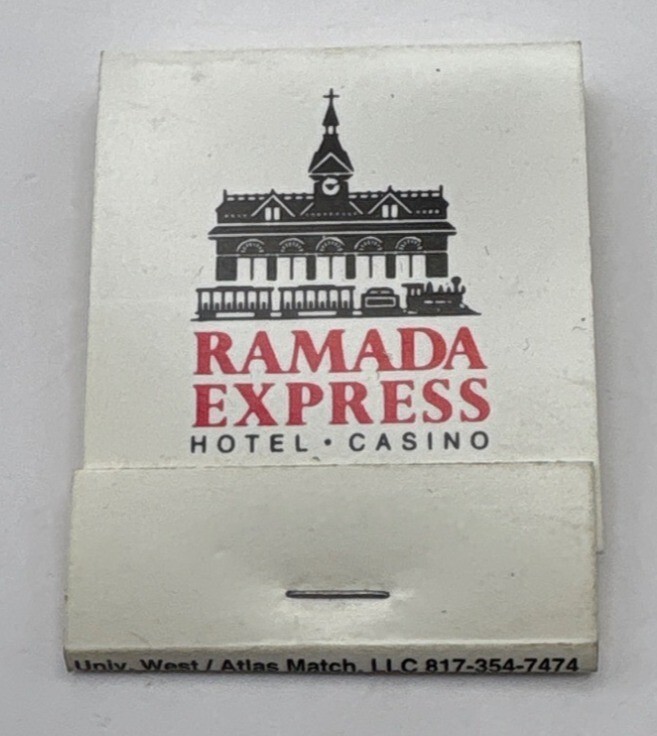 RAMADA
EXPRESS
HOTEL • CASINO
Univ. West / Atlas Match, LLC 817-354-7474